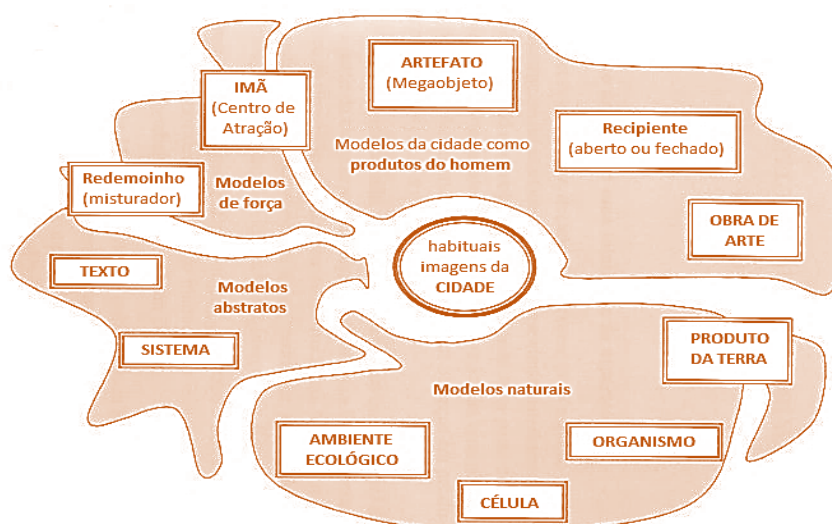 IMÃ
(Centro de
Atração)
ARTEFATO
(Megaobjeto)
Recipiente
(aberto ou fechado)
Modelos da cidade como
produtos do homem
Redemoinho
(misturador)
Modelos
de força
OBRA DE
ARTE
habituais
imagens da
CIDADE
TEXTO
Modelos
abstratos
SISTEMA
PRODUTO
DA TERRA
Modelos naturais
AMBIENTE
ECOLÓGICO
ORGANISMO
CÉLULA